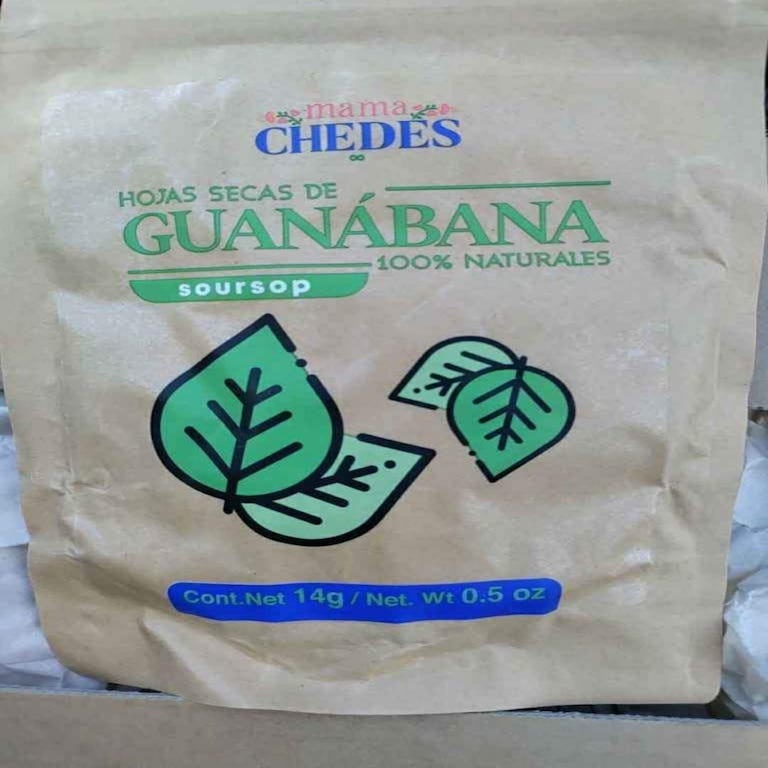 mama
CHEDES
HOJAS SECAS DE
GUANÁBANA
100% NATURALES
soursop
Cont.Net 14g / Net. Wt 0.5 oz